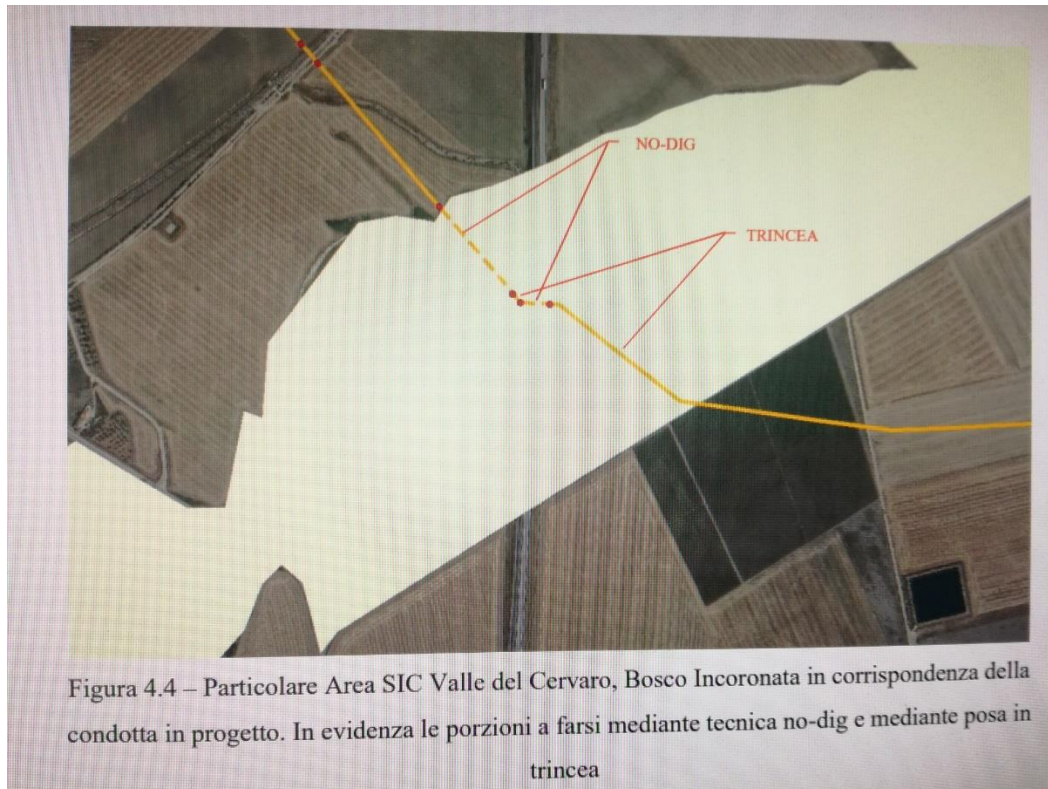 NO-DIG
TRINCEA
Figura 4.4 – Particolare Area SIC Valle del Cervaro, Bosco Incoronata in corrispondenza della
condotta in progetto. In evidenza le porzioni a farsi mediante tecnica no-dig e mediante posa in
trincea